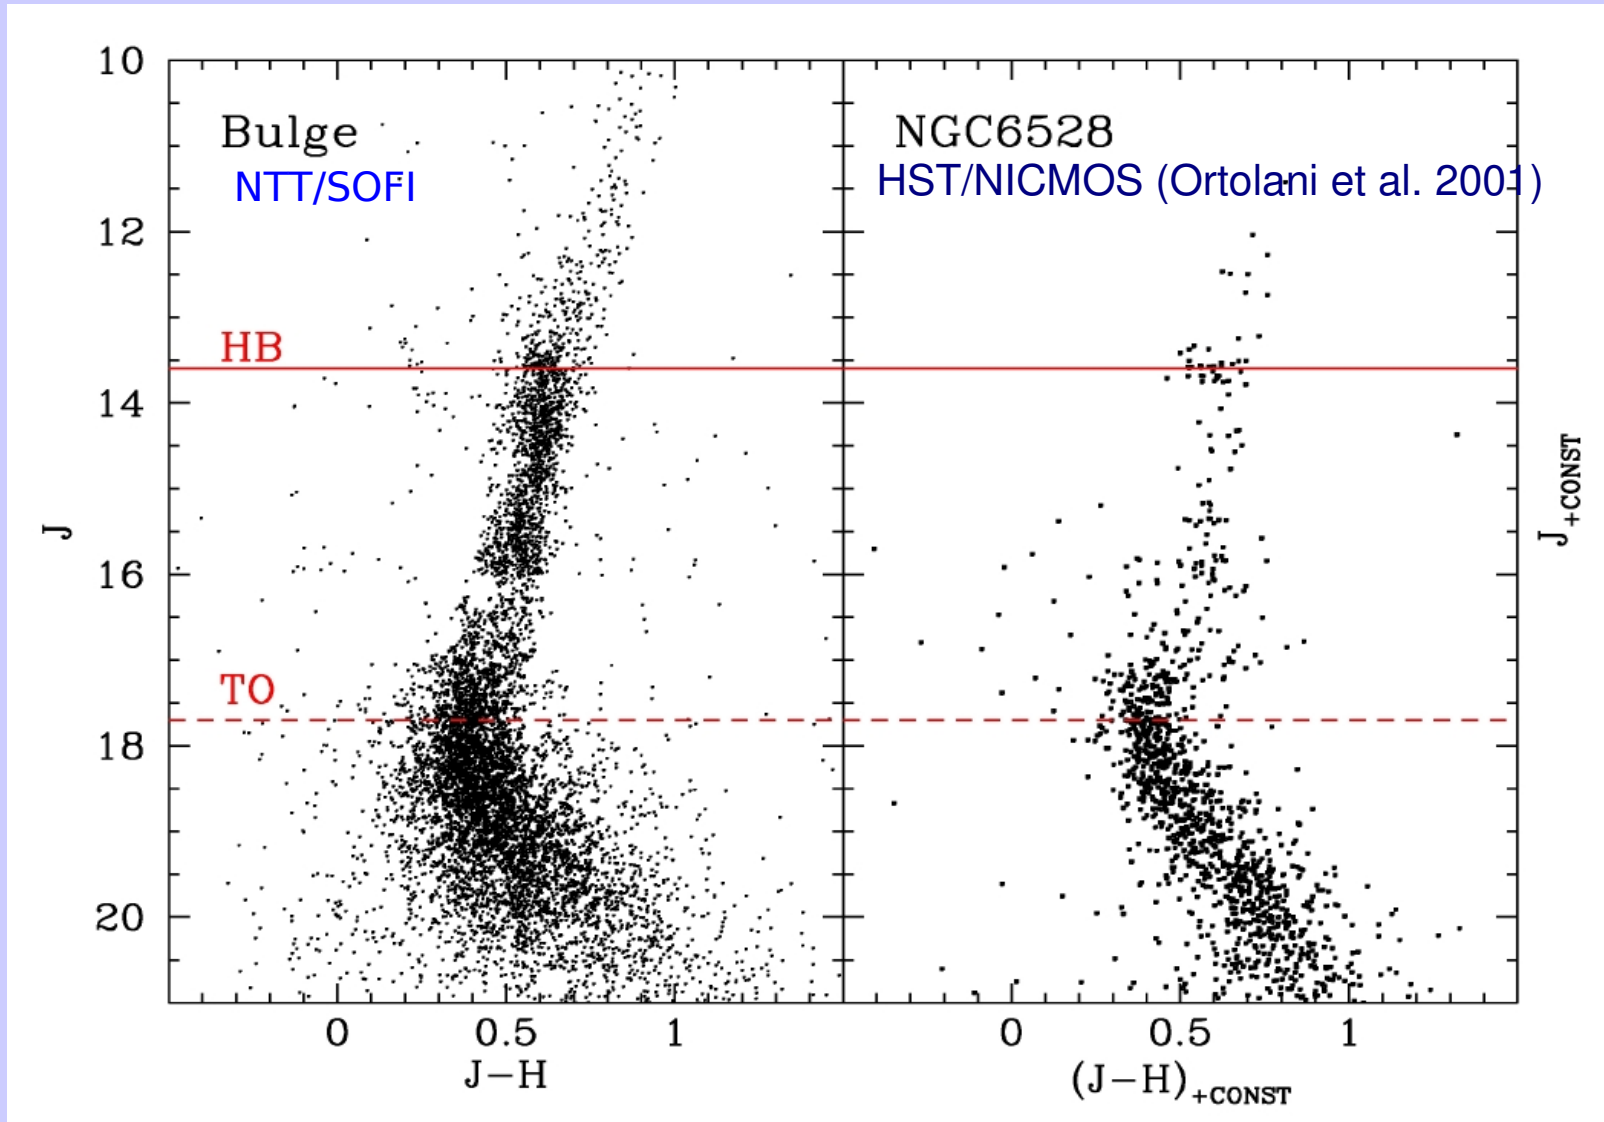 10
12
14
16
18
20
J
Bulge
NTT/SOFI
HB
TO
0 0.5 1
J-H
NGC6528
HST/NICMOS (Ortolani et al. 2001)
0 0.5 1
(J-H)+CONST
J+CONST